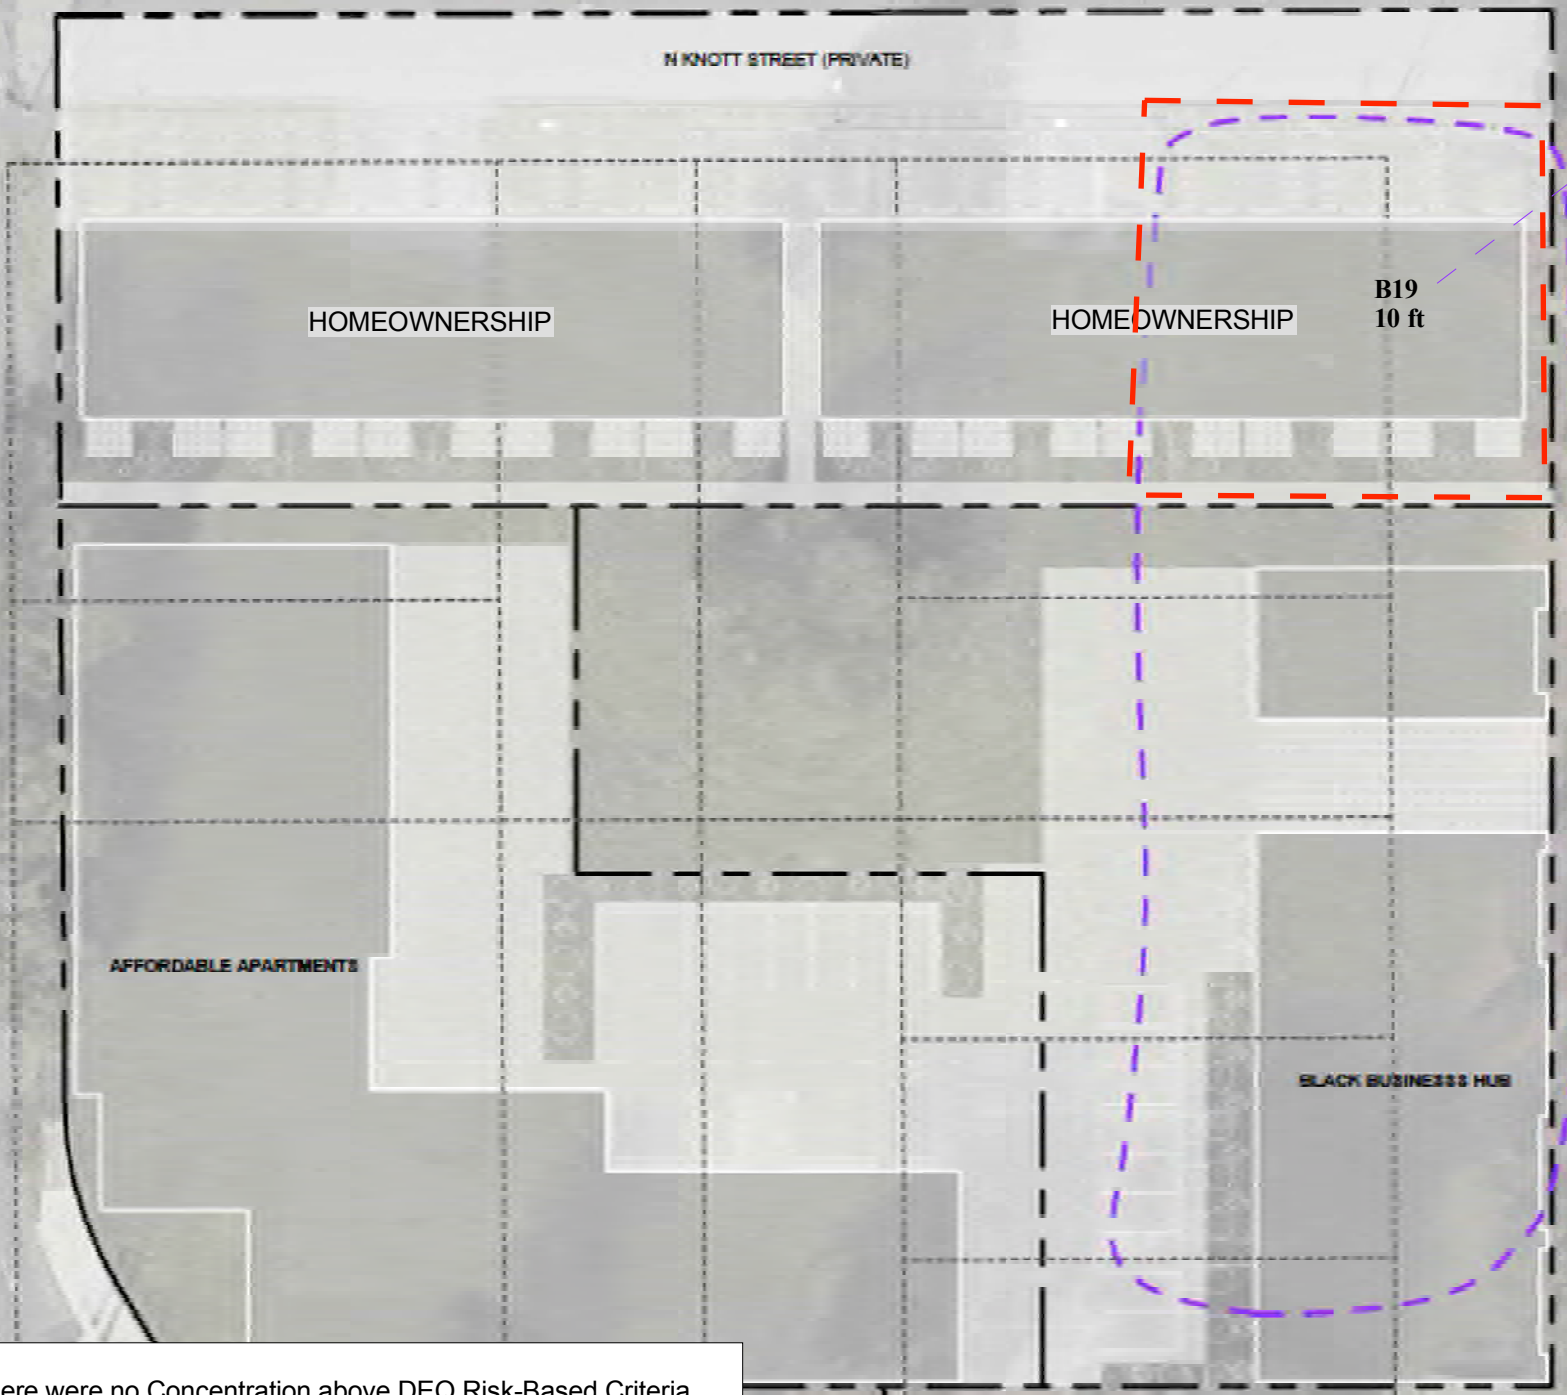 N KNOTT STREET (PRIVATE)
HOMEOWNERSHIP
HOMEOWNERSHIP
B19
10 ft
AFFORDABLE APARTMENTS
BLACK BUSINESSS HUB
ere were no Concentration above DEQ Risk-Based Criteria